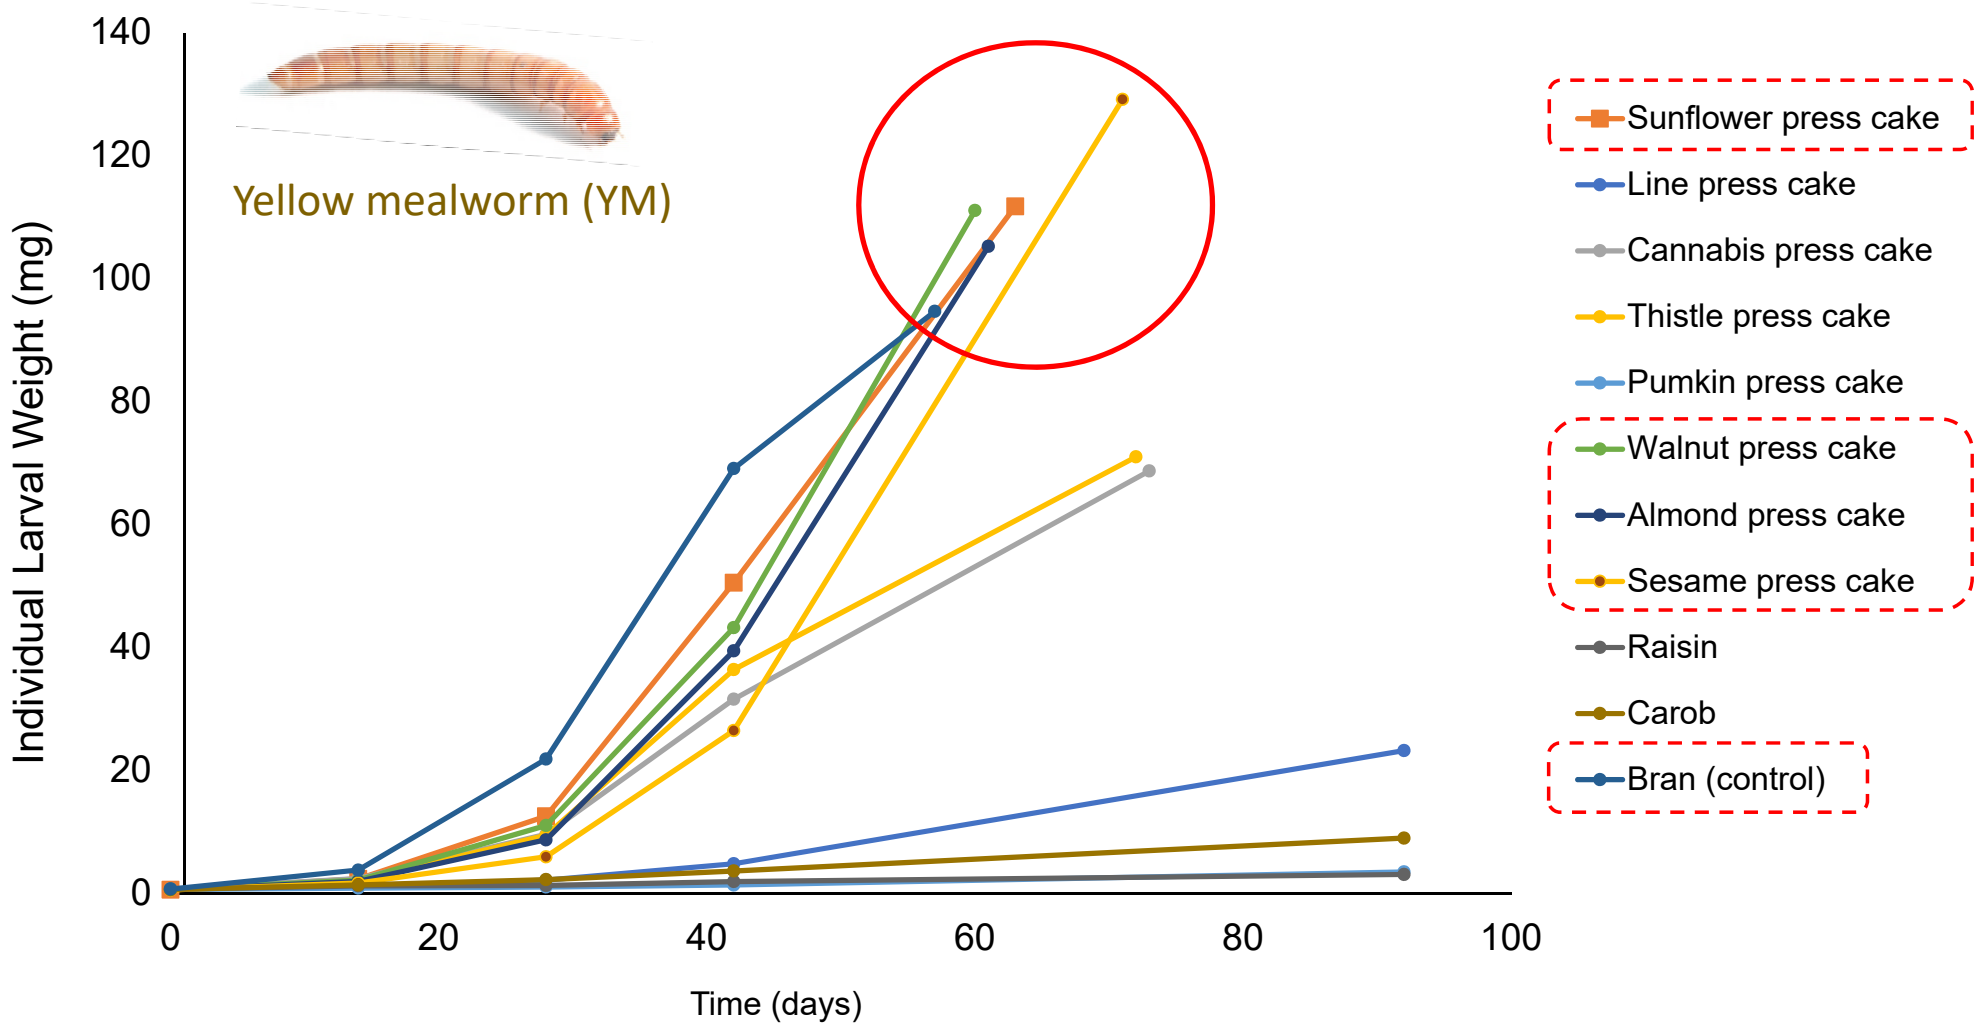 140
120
100
80
60
40
20
0
Individual Larval Weight (mg)
Yellow mealworm (YM)
0 20 40 60 80 100
Time (days)
Sunflower press cake
Line press cake
Cannabis press cake
Thistle press cake
Pumkin press cake
Walnut press cake
Almond press cake
Sesame press cake
Raisin
Carob
Bran (control)